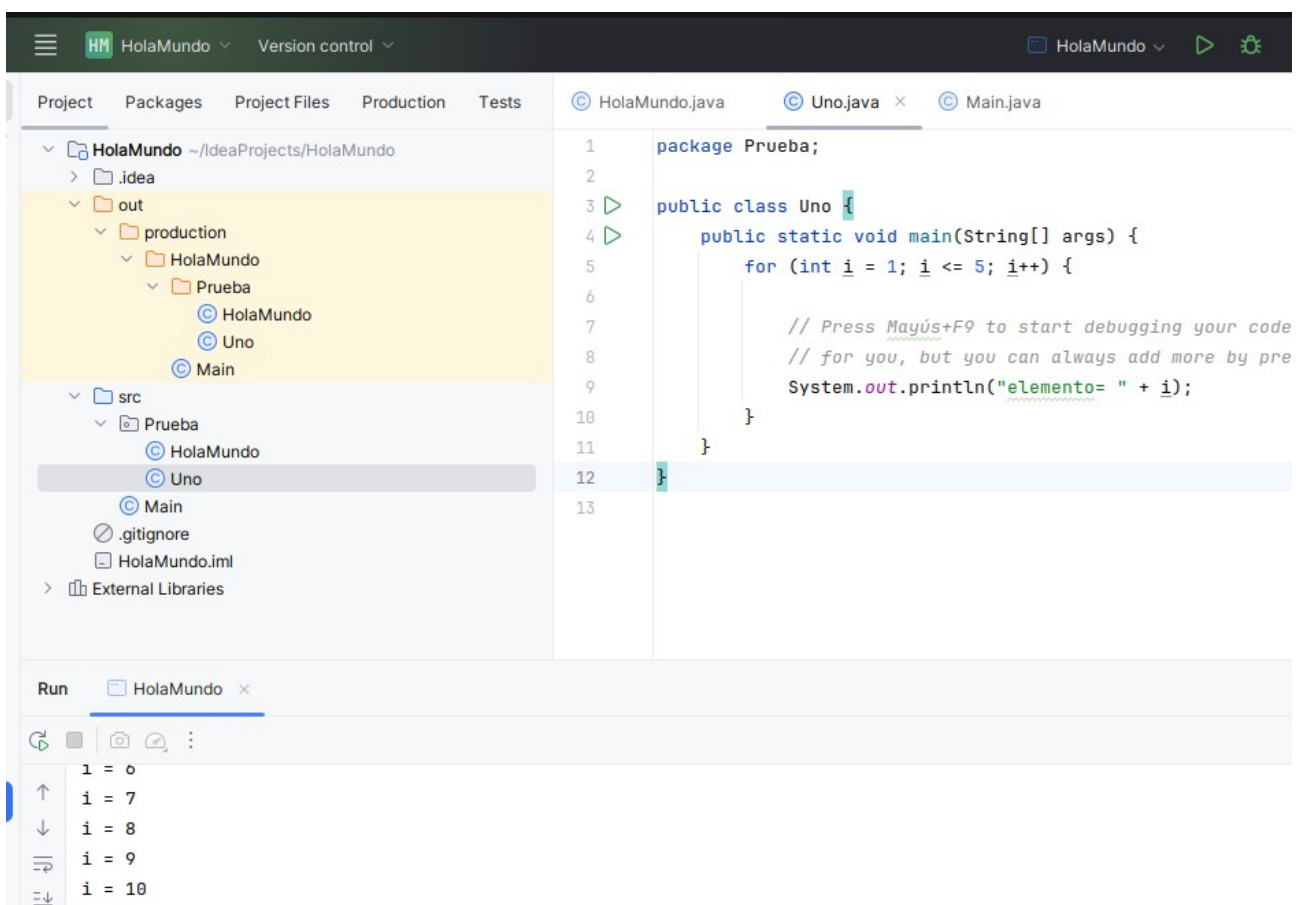 HM HolaMundo Version control HolaMundo
Project Packages Project Files Production Tests
HolaMundo ~/IdeaProjects/HolaMundo
.idea
out
production
HolaMundo
Prueba
HolaMundo
Uno
Main
src
Prueba
HolaMundo
Uno
Main
.gitignore
HolaMundo.iml
External Libraries
HolaMundo.java Uno.java Main.java
1 package Prueba;
2
3 public class Uno {
4 public static void main(String[] args) {
5 for (int i = 1; i <= 5; i++) {
6
7 // Press Mayús+F9 to start debugging your code
8 // for you, but you can always add more by pre
9 System.out.println("elemento= " + i);
10 }
11 }
12 }
13
Run HolaMundo
i = 6
i = 7
i = 8
i = 9
i = 10